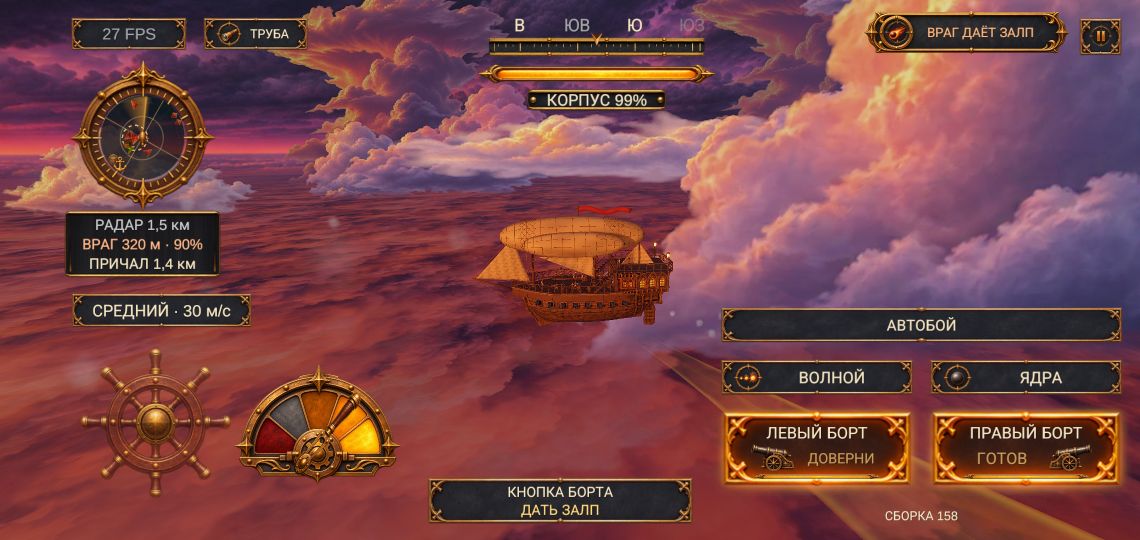 27 FPS
ТРУБА
В ЮВ Ю ЮЗ
ВРАГ ДАЁТ ЗАЛП
КОРПУС 99%
РАДАР 1,5 км
ВРАГ 320 м · 90%
ПРИЧАЛ 1,4 км
СРЕДНИЙ · 30 м/с
АВТОБОЙ
ВОЛНОЙ
ЯДРА
ЛЕВЫЙ БОРТ
ДОВЕРНИ
ПРАВЫЙ БОРТ
ГОТОВ
КНОПКА БОРТА
ДАТЬ ЗАЛП
СБОРКА 158